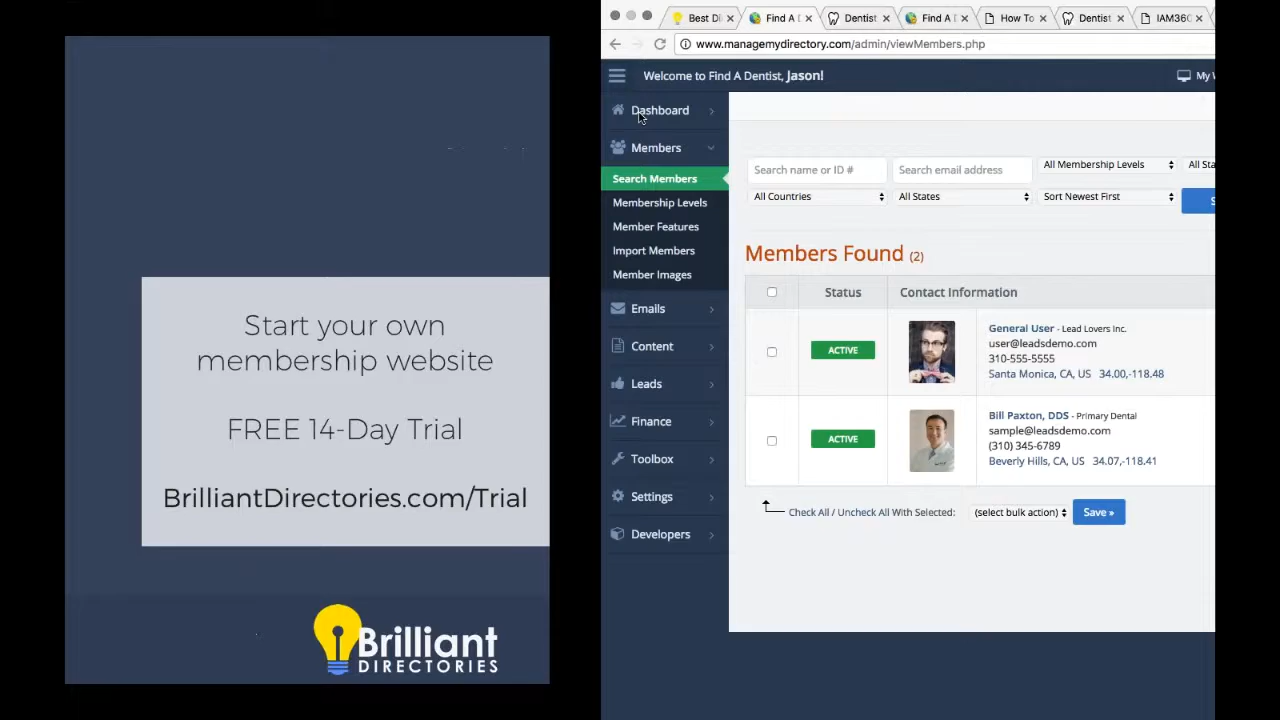 Start your own
membership website
FREE 14-Day Trial
BrilliantDirectories.com/Trial
Brilliant
DIRECTORIES
Best Di
Find A D
Dentist
Find A D
How To
Dentist
IAM360
www.managemydirectory.com/admin/viewMembers.php
Welcome to Find A Dentist, Jason!
My
Dashboard
Members
Search Members
Membership Levels
Member Features
Import Members
Member Images
Emails
Content
Leads
Finance
Toolbox
Settings
Developers
Search name or ID #
Search email address
All Membership Levels
All Sta
All Countries
All States
Sort Newest First
S
Members Found (2)
Status
Contact Information
ACTIVE
General User - Lead Lovers Inc.
user@leadsdemo.com
310-555-5555
Santa Monica, CA, US 34.00,-118.48
ACTIVE
Bill Paxton, DDS - Primary Dental
sample@leadsdemo.com
(310) 345-6789
Beverly Hills, CA, US 34.07,-118.41
Check All / Uncheck All With Selected:
(select bulk action)
Save »